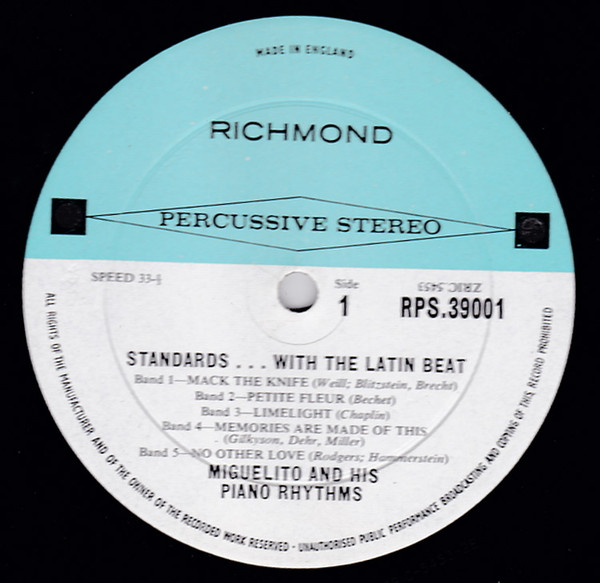 MADE IN ENGLAND
RICHMOND
PERCUSSIVE STEREO
SPEED 33-⅓
Side
1
ZRIC.5453
RPS.39001
STANDARDS . . . WITH THE LATIN BEAT
Band 1—MACK THE KNIFE (Weill; Blitzstein, Brecht)
Band 2—PETITE FLEUR (Bechet)
Band 3—LIMELIGHT (Chaplin)
Band 4—MEMORIES ARE MADE OF THIS
. (Gilkyson, Dehr, Miller)
Band 5—NO OTHER LOVE (Rodgers; Hammerstein)
MIGUELITO AND HIS
PIANO RHYTHMS
ALL RIGHTS OF THE MANUFACTURER AND OF THE OWNER OF THE RECORDED WORK RESERVED · UNAUTHORISED PUBLIC PERFORMANCE BROADCASTING AND COPYING OF THIS RECORD PROHIBITED